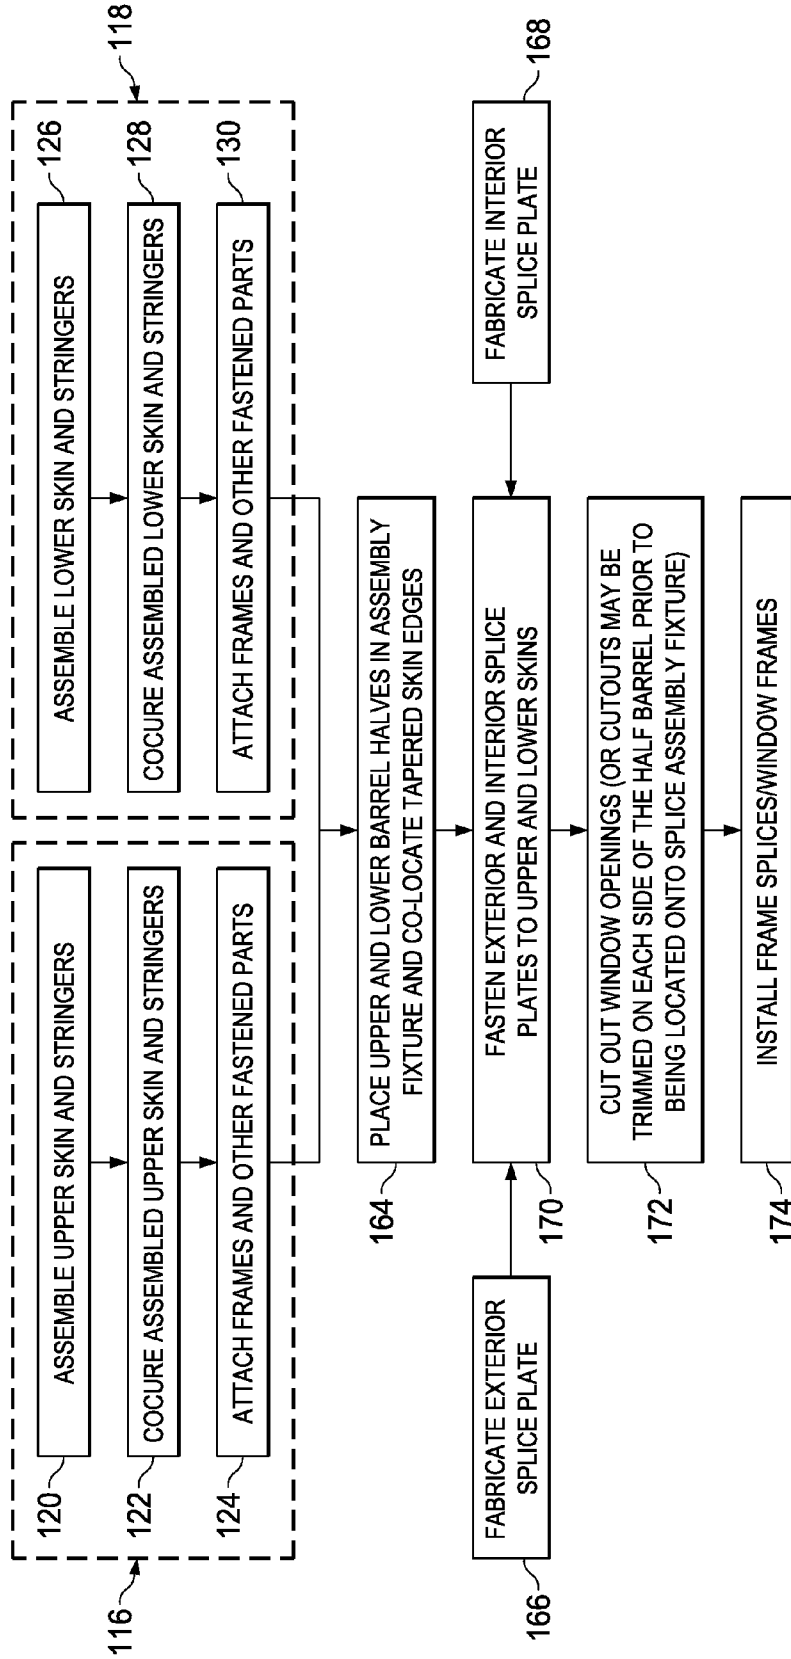 116
120
ASSEMBLE UPPER SKIN AND STRINGERS
122
COCURE ASSEMBLED UPPER SKIN AND STRINGERS
124
ATTACH FRAMES AND OTHER FASTENED PARTS
118
126
ASSEMBLE LOWER SKIN AND STRINGERS
128
COCURE ASSEMBLED LOWER SKIN AND STRINGERS
130
ATTACH FRAMES AND OTHER FASTENED PARTS
164
PLACE UPPER AND LOWER BARREL HALVES IN ASSEMBLY
FIXTURE AND CO-LOCATE TAPERED SKIN EDGES
166
FABRICATE EXTERIOR
SPLICE PLATE
170
FASTEN EXTERIOR AND INTERIOR SPLICE
PLATES TO UPPER AND LOWER SKINS
168
FABRICATE INTERIOR
SPLICE PLATE
172
CUT OUT WINDOW OPENINGS (OR CUTOUTS MAY BE
TRIMMED ON EACH SIDE OF THE HALF BARREL PRIOR TO
BEING LOCATED ONTO SPLICE ASSEMBLY FIXTURE)
174
INSTALL FRAME SPLICES/WINDOW FRAMES